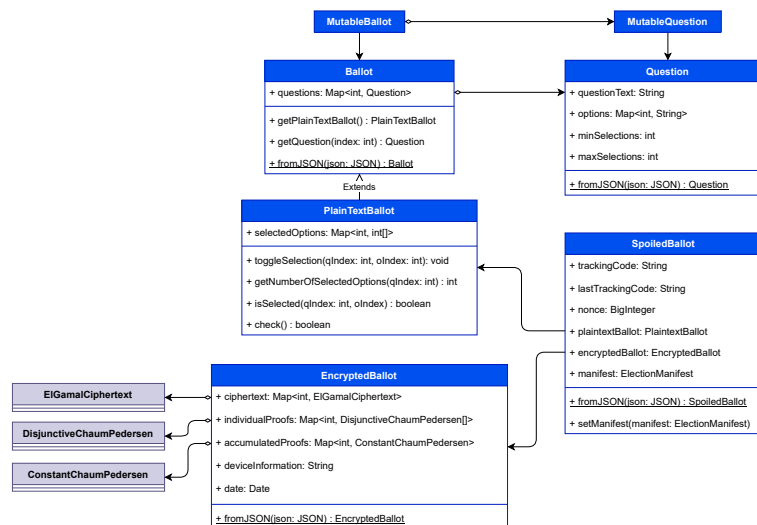 MutableBallot
MutableQuestion
Ballot
+ questions: Map<int, Question>
+ getPlainTextBallot() : PlainTextBallot
+ getQuestion(index: int) : Question
+ fromJSON(json: JSON) : Ballot
Question
+ questionText: String
+ options: Map<int, String>
+ minSelections: int
+ maxSelections: int
+ fromJSON(json: JSON) : Question
Extends
PlainTextBallot
+ selectedOptions: Map<int, int[]>
+ toggleSelection(qIndex: int, oIndex: int): void
+ getNumberOfSelectedOptions(qIndex: int) : int
+ isSelected(qIndex: int, oIndex) : boolean
+ check() : boolean
SpoiledBallot
+ trackingCode: String
+ lastTrackingCode: String
+ nonce: BigInteger
+ plaintextBallot: PlaintextBallot
+ encryptedBallot: EncryptedBallot
+ manifest: ElectionManifest
+ fromJSON(json: JSON) : SpoiledBallot
+ setManifest(manifest: ElectionManifest)
EncryptedBallot
+ ciphertext: Map<int, ElGamalCiphertext>
+ individualProofs: Map<int, DisjunctiveChaumPedersen[]>
+ accumulatedProofs: Map<int, ConstantChaumPedersen>
+ deviceInformation: String
+ date: Date
+ fromJSON(json: JSON) : EncryptedBallot
ElGamalCiphertext
DisjunctiveChaumPedersen
ConstantChaumPedersen